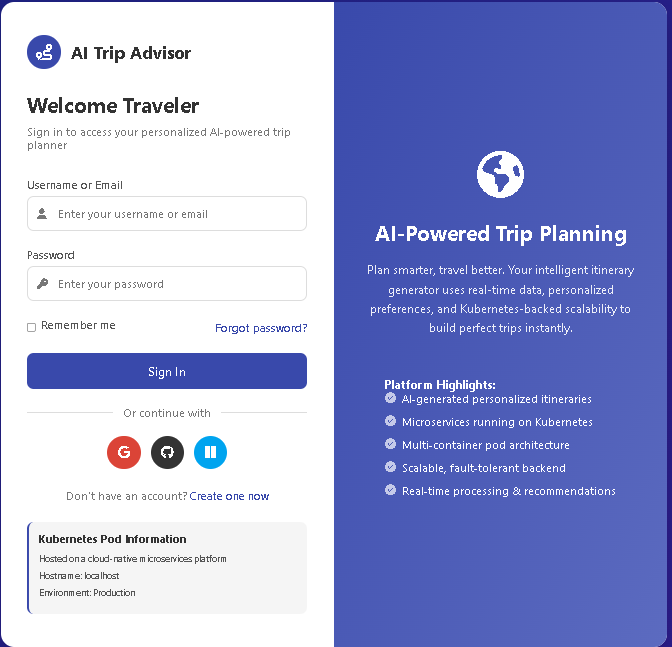 AI Trip Advisor
Welcome Traveler
Sign in to access your personalized AI-powered trip
planner
Username or Email
Enter your username or email
Password
Enter your password
Remember me
Forgot password?
Sign In
Or continue with
G
Don't have an account? Create one now
Kubernetes Pod Information
Hosted on a cloud-native microservices platform
Hostname: localhost
Environment: Production
AI-Powered Trip Planning
Plan smarter, travel better. Your intelligent itinerary
generator uses real-time data, personalized
preferences, and Kubernetes-backed scalability to
build perfect trips instantly.
Platform Highlights:
AI-generated personalized itineraries
Microservices running on Kubernetes
Multi-container pod architecture
Scalable, fault-tolerant backend
Real-time processing & recommendations